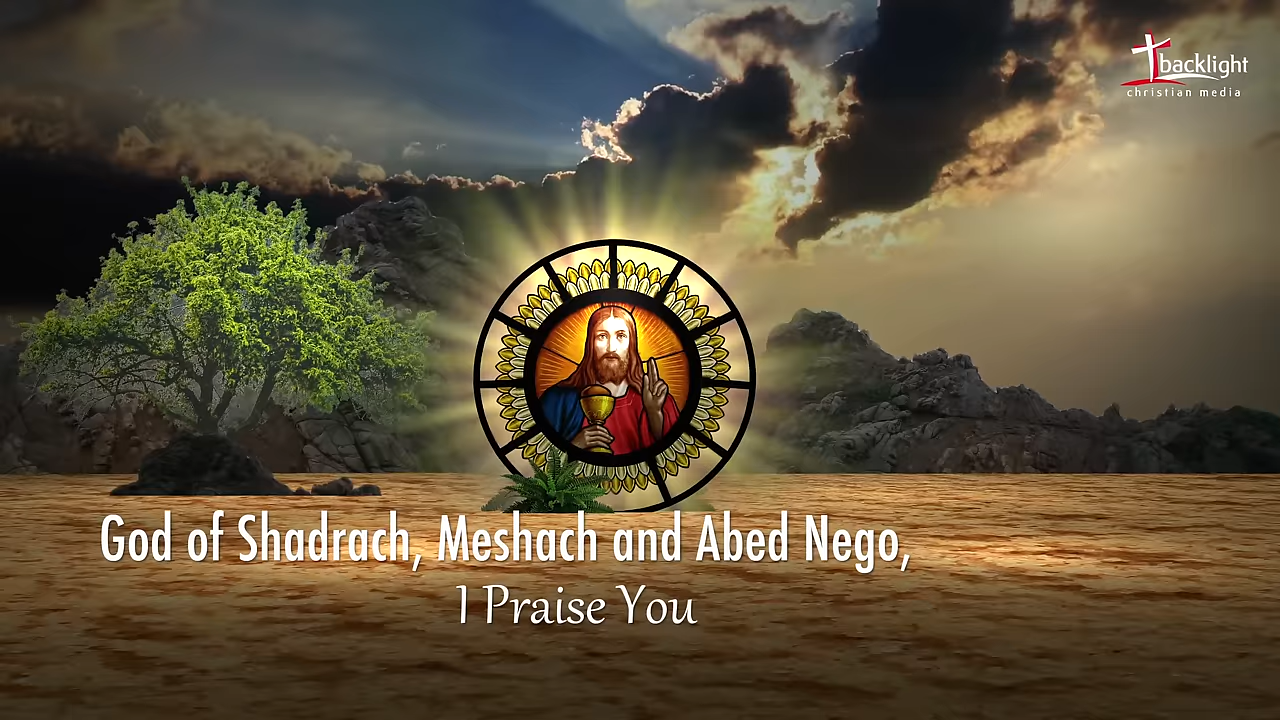 backlight
christian media
God of Shadrach, Meshach and Abed Nego,
I Praise You